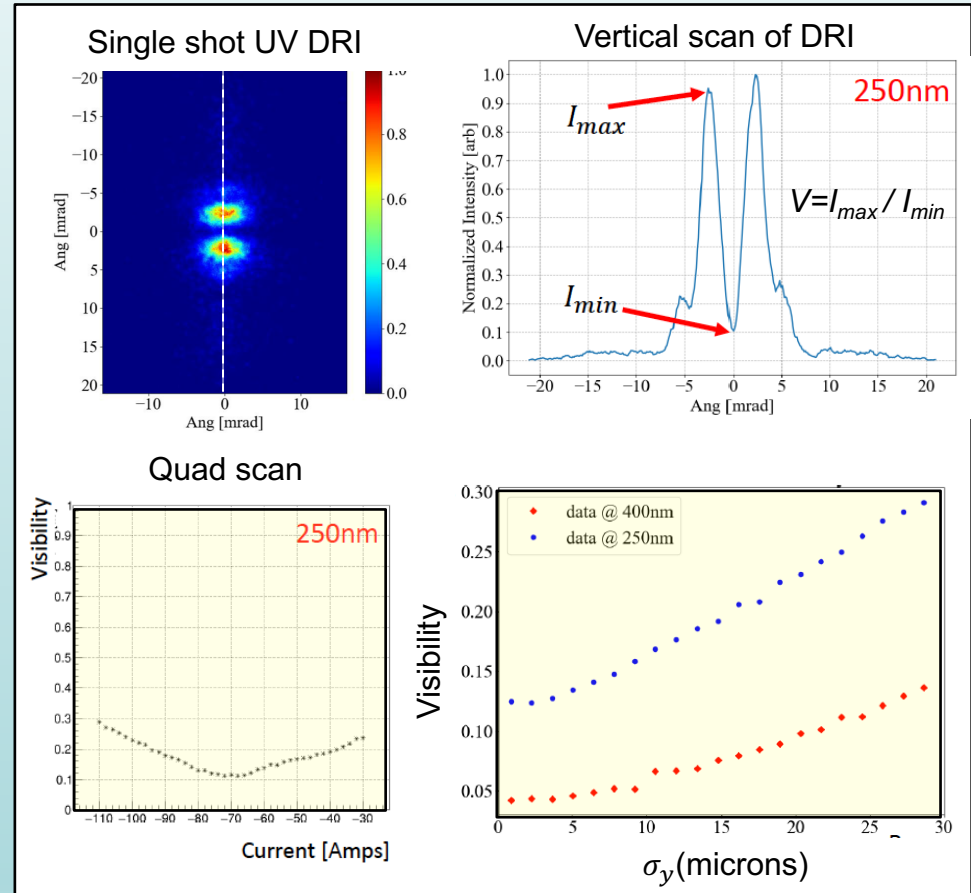 Single shot UV DRI
−20
−15
−10
−5
0
5
10
15
20
Ang [mrad]
−10
0
10
Ang [mrad]
1.0
0.8
0.6
0.4
0.2
0.0
Vertical scan of DRI
250nm
I_max
V=I_max / I_min
I_min
Normalized Intensity [arb]
1.0
0.9
0.8
0.7
0.6
0.5
0.4
0.3
0.2
0.1
0.0
−20 −15 −10 −5 0 5 10 15 20
Ang [mrad]
Quad scan
250nm
Visibility
1
0.9
0.8
0.7
0.6
0.5
0.4
0.3
0.2
0.1
0
−110 −100 −90 −80 −70 −60 −50 −40 −30
Current [Amps]
data @ 400nm
data @ 250nm
Visibility
0.30
0.25
0.20
0.15
0.10
0.05
0 5 10 15 20 25 30
σ_y(microns)